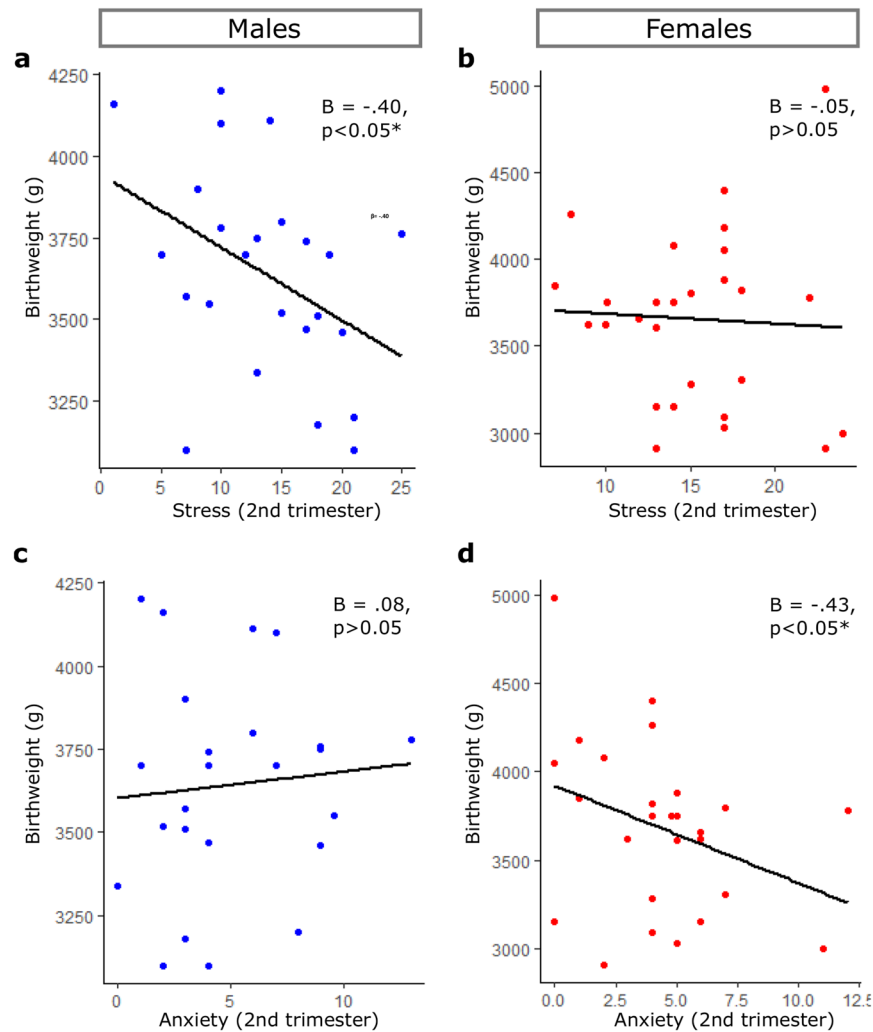 Males
Females
a
b
4250
4000
3750
3500
3250
Birthweight (g)
B = -.40,
p<0.05*
β= -.40
0 5 10 15 20 25
Stress (2nd trimester)
5000
4500
4000
3500
3000
Birthweight (g)
B = -.05,
p>0.05
10 15 20
Stress (2nd trimester)
c
d
4250
4000
3750
3500
3250
Birthweight (g)
B = .08,
p>0.05
0 5 10
Anxiety (2nd trimester)
5000
4500
4000
3500
3000
Birthweight (g)
B = -.43,
p<0.05*
0.0 2.5 5.0 7.5 10.0 12.5
Anxiety (2nd trimester)